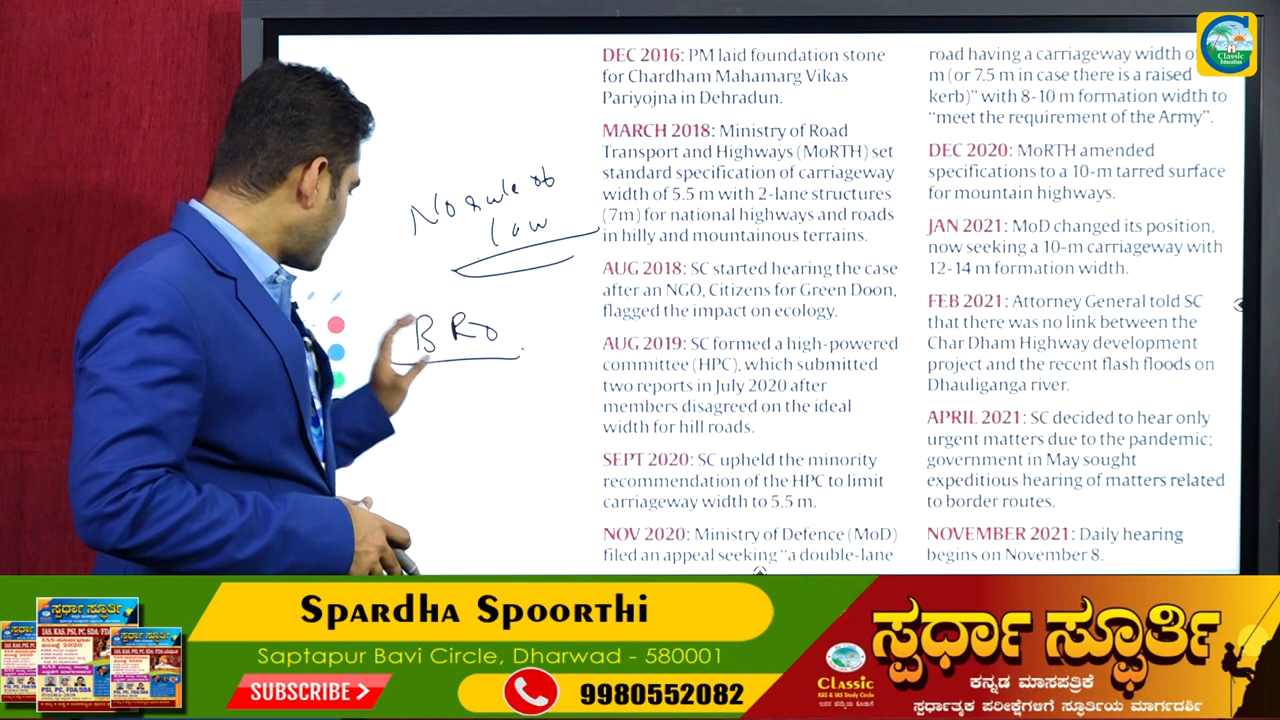 DEC 2016: PM laid foundation stone
for Chardham Mahamarg Vikas
Pariyojna in Dehradun.
MARCH 2018: Ministry of Road
Transport and Highways (MoRTH) set
standard specification of carriageway
width of 5.5 m with 2-lane structures
(7m) for national highways and roads
in hilly and mountainous terrains.
AUG 2018: SC started hearing the case
after an NGO, Citizens for Green Doon,
flagged the impact on ecology.
AUG 2019: SC formed a high-powered
committee (HPC), which submitted
two reports in July 2020 after
members disagreed on the ideal
width for hill roads.
SEPT 2020: SC upheld the minority
recommendation of the HPC to limit
carriageway width to 5.5 m.
NOV 2020: Ministry of Defence (MoD)
filed an appeal seeking “a double-lane
road having a carriageway width of
m (or 7.5 m in case there is a raised
kerb)” with 8-10 m formation width to
“meet the requirement of the Army”.
DEC 2020: MoRTH amended
specifications to a 10-m tarred surface
for mountain highways.
JAN 2021: MoD changed its position,
now seeking a 10-m carriageway with
12-14 m formation width.
FEB 2021: Attorney General told SC
that there was no link between the
Char Dham Highway development
project and the recent flash floods on
Dhauliganga river.
APRIL 2021: SC decided to hear only
urgent matters due to the pandemic;
government in May sought
expeditious hearing of matters related
to border routes.
NOVEMBER 2021: Daily hearing
begins on November 8.
No rule of
law
BRO
Classic
Education
Spardha Spoorthi
Saptapur Bavi Circle, Dharwad - 58000
SUBSCRIBE
9980552082
ಸ್ಪರ್ಧಾ ಸ್ಫೂರ್ತಿ
ಸ್ಪರ್ಧಾ ಸ್ಫೂರ್ತಿ
ಕನ್ನಡ ಮಾಸಪತ್ರಿಕೆ
ಸ್ಪರ್ಧಾತ್ಮಕ ಪರೀಕ್ಷೆಗಳಿಗೆ ಸ್ಫೂರ್ತಿಯ ಮಾರ್ಗದರ್ಶಿ
Classic
KAS & IAS Study Circle